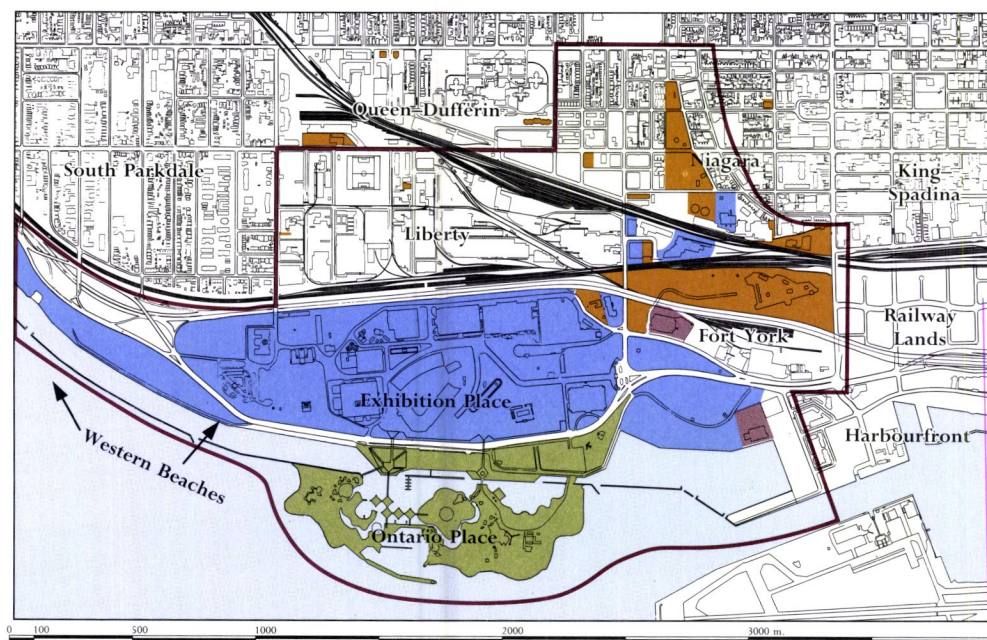 Queen-Dufferin
South Parkdale
Niagara
King-
Spadina
Liberty
Railway
Lands
Fort York
Exhibition Place
Western Beaches
Harbourfront
Ontario Place
0 100 500 1000 2000 3000 m.